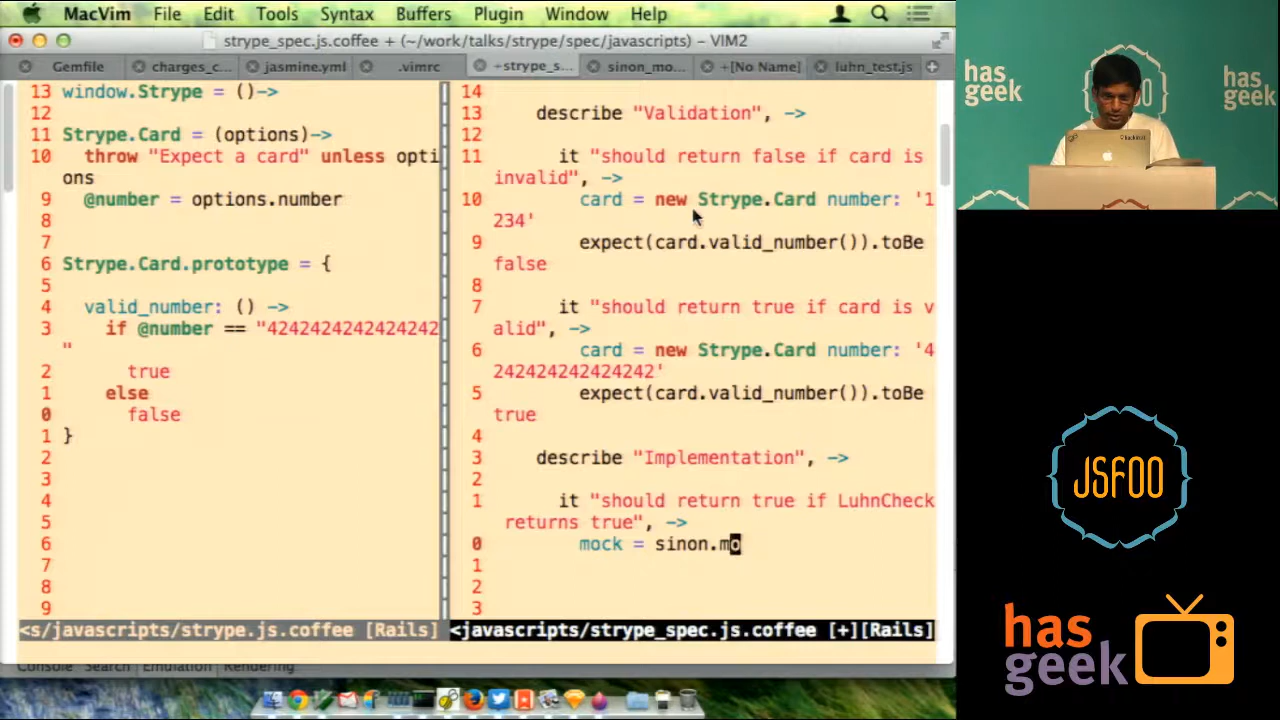 MacVim File Edit Tools Syntax Buffers Plugin Window Help
strype_spec.js.coffee + (~/work/talks/strype/spec/javascripts) – VIM2
Gemfile charges_c... jasmine.yml .vimrc +strype_s... sinon_mo... +[No Name] luhn_test.js
13 window.Strype = ()->
12
11 Strype.Card = (options)->
10 throw "Expect a card" unless opti
ons
9 @number = options.number
8
7
6 Strype.Card.prototype = {
5
4 valid_number: () ->
3 if @number == "4242424242424242
"
2 true
1 else
0 false
1 }
2
3
4
5
6
7
8
9
<s/javascripts/strype.js.coffee [Rails]
14
13 describe "Validation", ->
12
11 it "should return false if card is
invalid", ->
10 card = new Strype.Card number: '1
234'
9 expect(card.valid_number()).toBe
false
8
7 it "should return true if card is v
alid", ->
6 card = new Strype.Card number: '4
242424242424242'
5 expect(card.valid_number()).toBe
true
4
3 describe "Implementation", ->
2
1 it "should return true if LuhnCheck
returns true", ->
0 mock = sinon.mo
1
2
3
<javascripts/strype_spec.js.coffee [+][Rails]
Console Search Emulation Rendering
has
geek
has
geek
JSFOO
has
geek